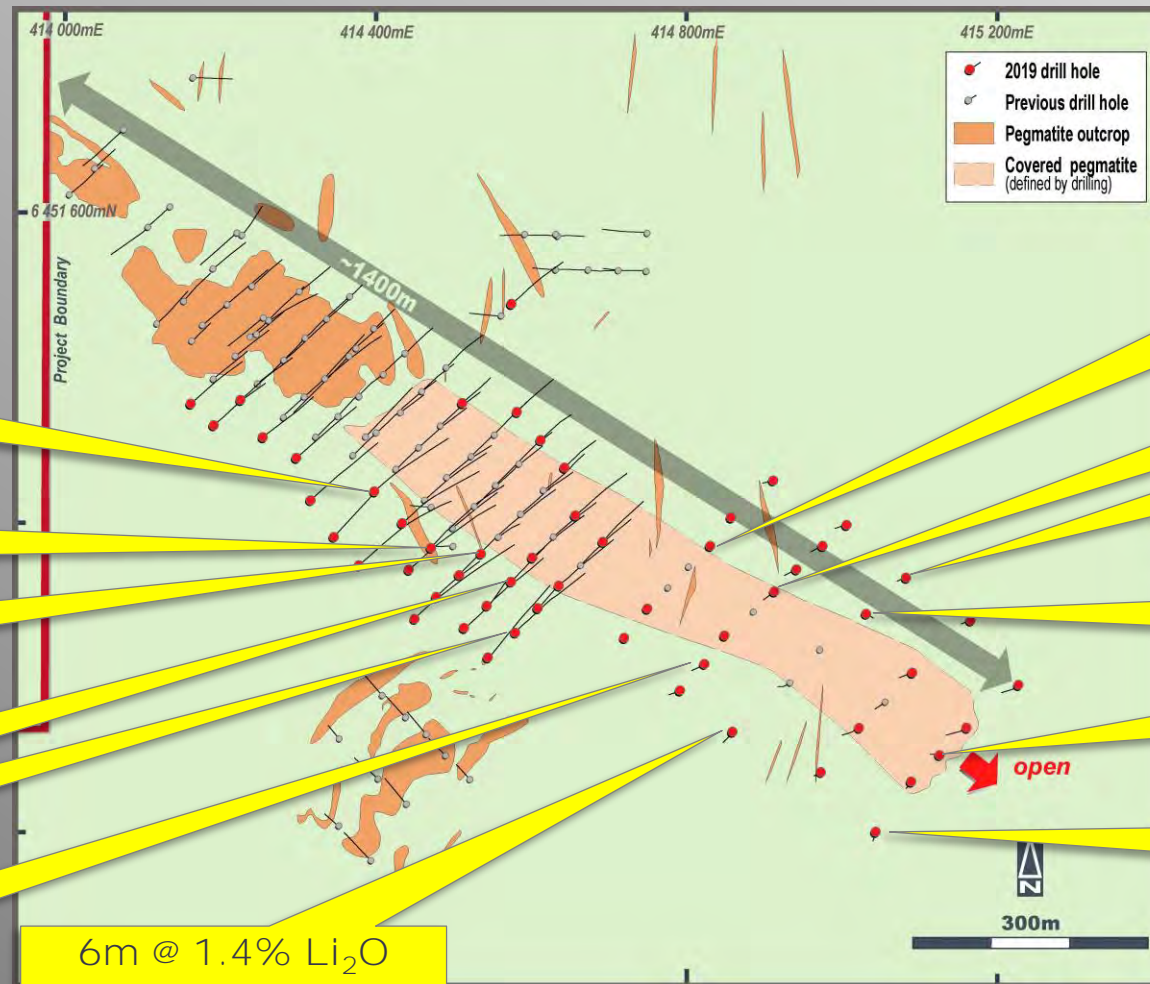 414 000mE
414 400mE
414 800mE
415 200mE
2019 drill hole
Previous drill hole
Pegmatite outcrop
Covered pegmatite
(defined by drilling)
6 451 600mN
Project Boundary
~1400m
open
N
300m
6m @ 1.4% Li₂O